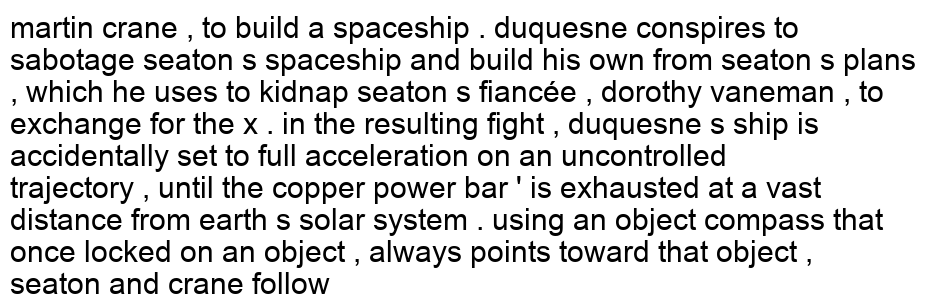 martin crane , to build a spaceship . duquesne conspires to
sabotage seaton s spaceship and build his own from seaton s plans
, which he uses to kidnap seaton s fiancée , dorothy vaneman , to
exchange for the x . in the resulting fight , duquesne s ship is
accidentally set to full acceleration on an uncontrolled
trajectory , until the copper power bar ' is exhausted at a vast
distance from earth s solar system . using an object compass that
once locked on an object , always points toward that object ,
seaton and crane follow